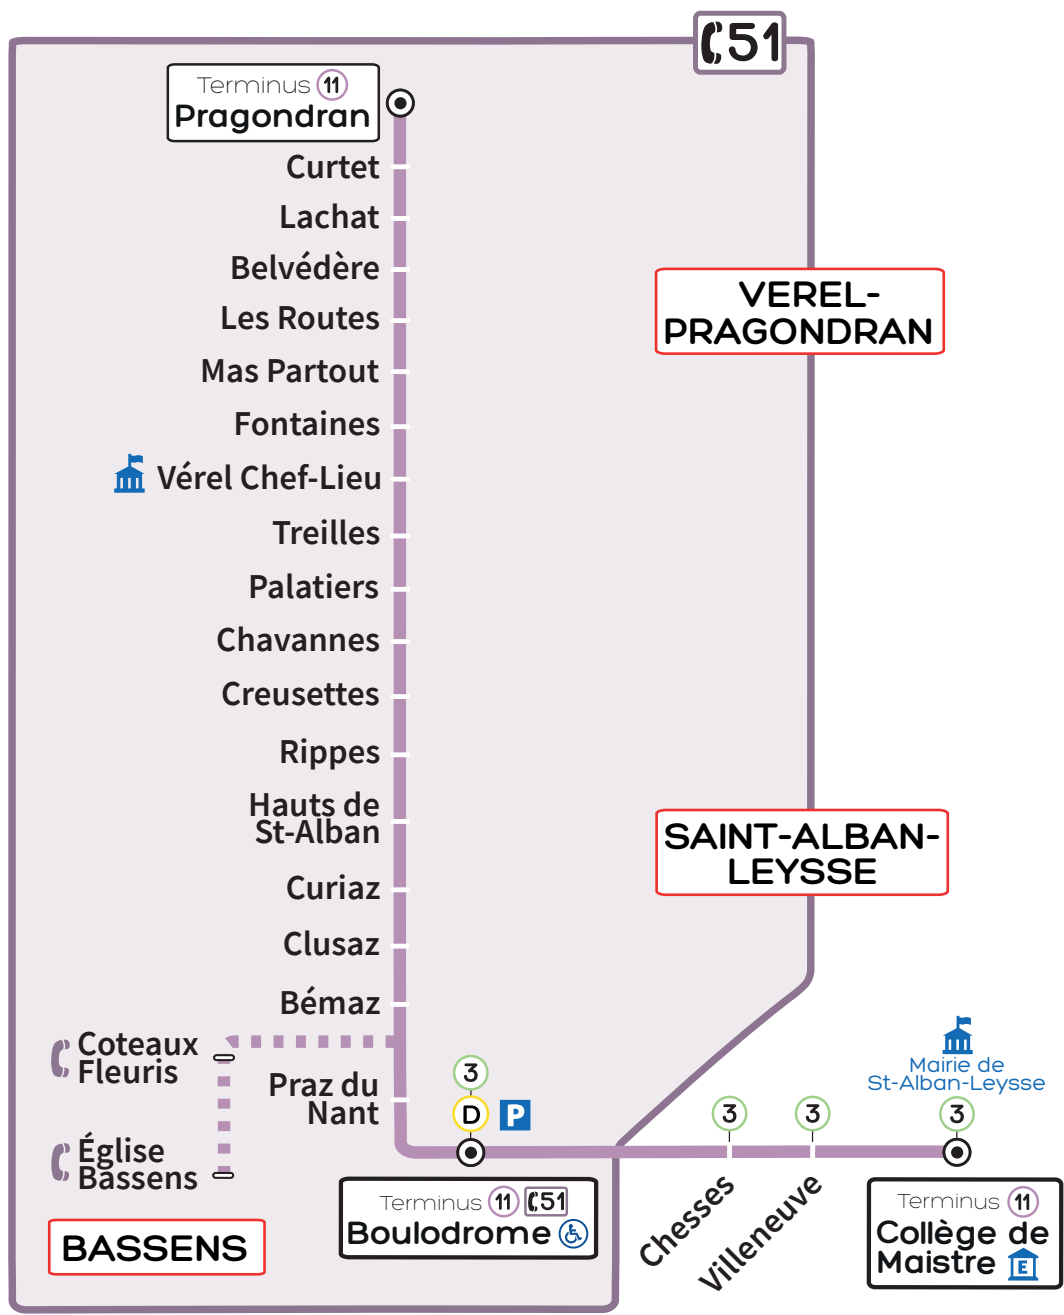 51
Terminus 11
Pragondran
Curtet
Lachat
Belvédère
VEREL-
PRAGONDRAN
Les Routes
Mas Partout
Fontaines
Vérel Chef-Lieu
Treilles
Palatiers
Chavannes
Creusettes
Rippes
Hauts de
St-Alban
SAINT-ALBAN-
LEYSSE
Curiaz
Clusaz
Bémaz
Coteaux
Fleuris
Praz du
Nant
3
D P
Mairie de
St-Alban-Leysse
3
3
3
Église
Bassens
BASSENS
Terminus 11 51
Boulodrome
Chesses
Villeneuve
Terminus 11
Collège de
Maistre E